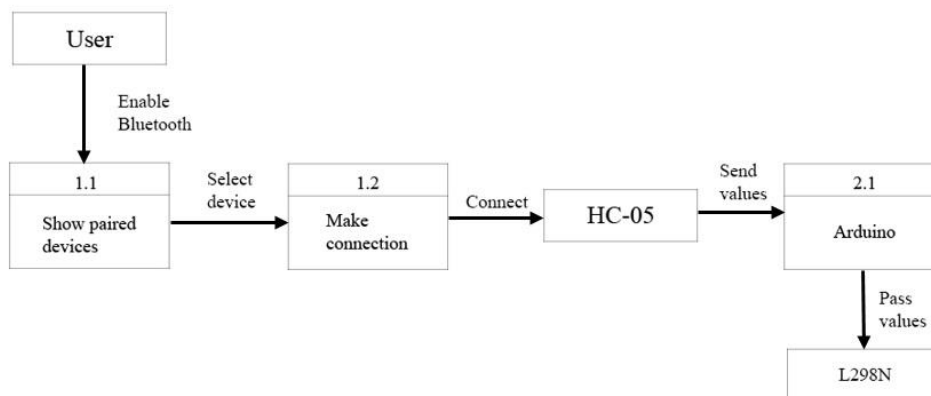 User
Enable
Bluetooth
1.1
Show paired
devices
Select
device
1.2
Make
connection
Connect
HC-05
Send
values
2.1
Arduino
Pass
values
L298N